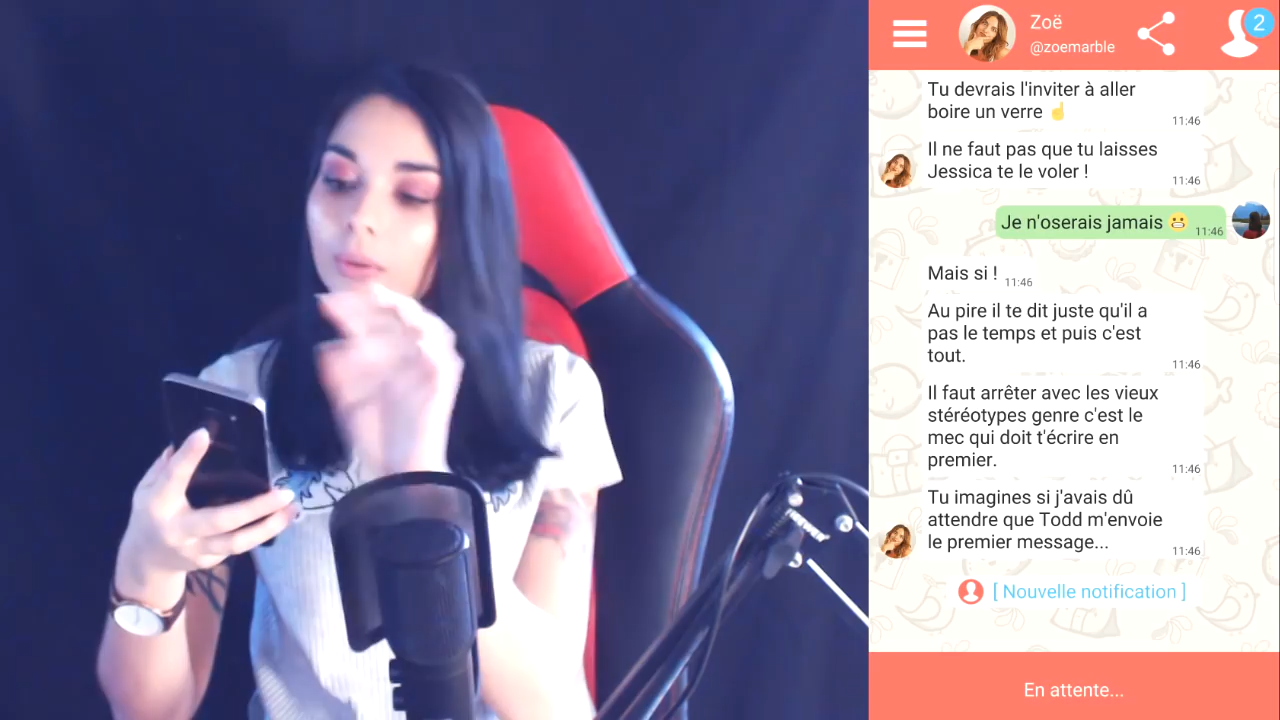 Zoë
2
@zoemarble
Tu devrais l'inviter à aller
boire un verre ☝
11:46
Il ne faut pas que tu laisses
Jessica te le voler !
11:46
Je n'oserais jamais 😬 11:46
Mais si ! 11:46
Au pire il te dit juste qu'il a
pas le temps et puis c'est
tout.
11:46
Il faut arrêter avec les vieux
stéréotypes genre c'est le
mec qui doit t'écrire en
premier.
11:46
Tu imagines si j'avais dû
attendre que Todd m'envoie
le premier message...
11:46
[ Nouvelle notification ]
En attente...